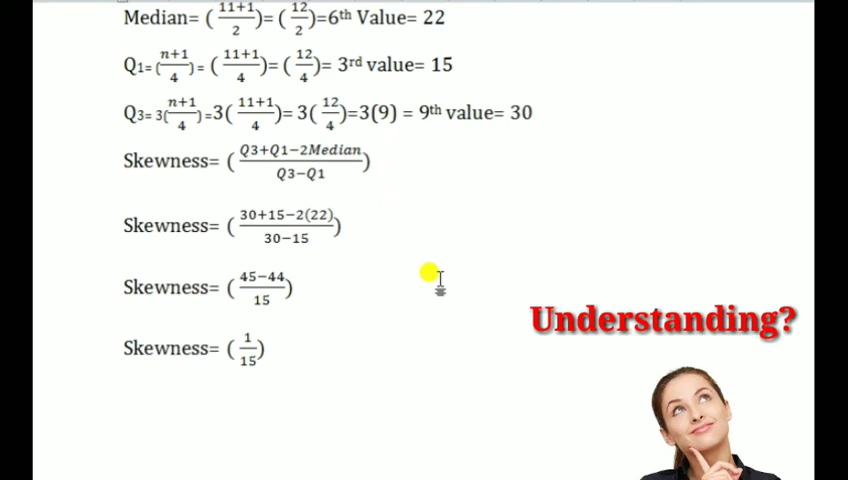 Median= (11+1/2)= (12/2)=6th Value= 22
Q1= (n+1/4) = (11+1/4)= (12/4)= 3rd value= 15
Q3= 3(n+1/4) =3(11+1/4)= 3(12/4)=3(9) = 9th value= 30
Skewness= (Q3+Q1−2Median/Q3−Q1)
Skewness= (30+15−2(22)/30−15)
Skewness= (45−44/15)
Understanding?
Skewness= (1/15)